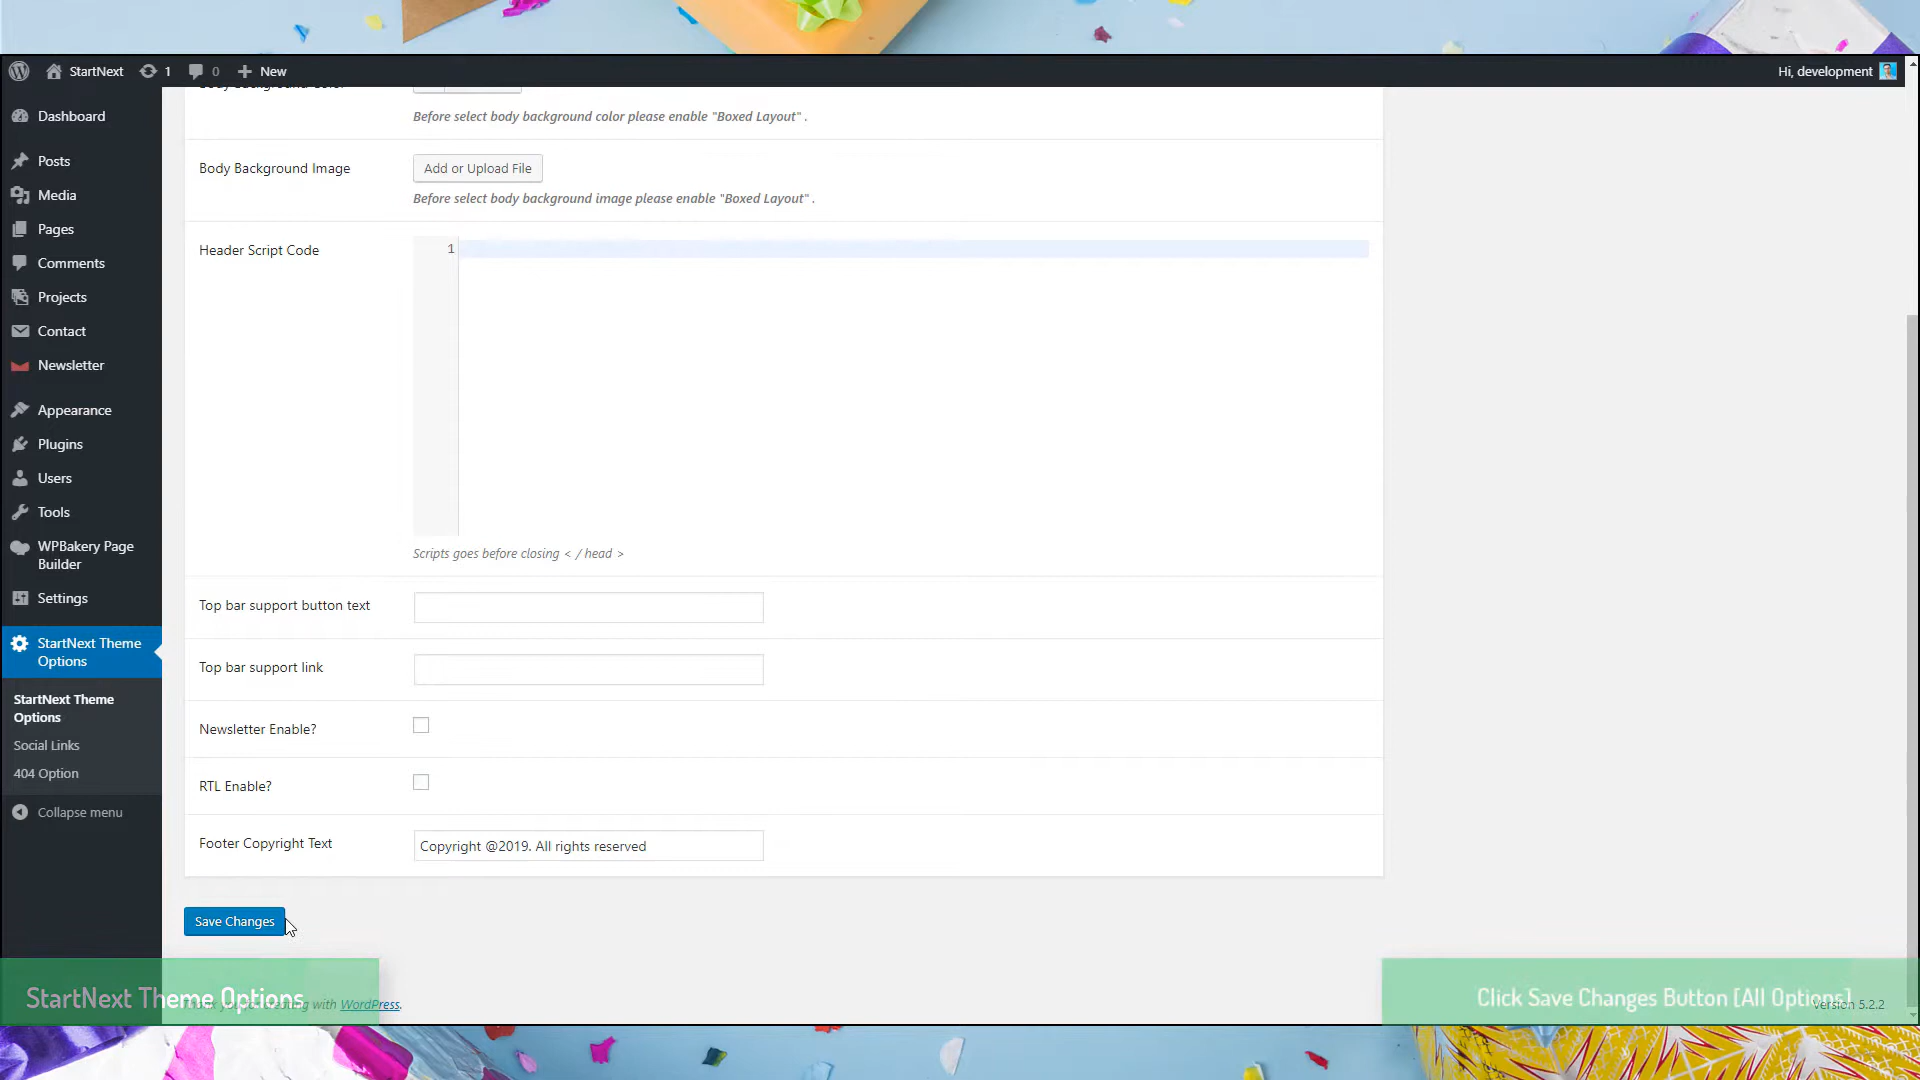 StartNext
1
0
New
Hi, development
Dashboard
Posts
Media
Pages
Comments
Projects
Contact
Newsletter
Appearance
Plugins
Users
Tools
WPBakery Page
Builder
Settings
StartNext Theme
Options
StartNext Theme
Options
Social Links
404 Option
Collapse menu
Body Background Color
Before select body background color please enable "Boxed Layout" .
Body Background Image
Add or Upload File
Before select body background image please enable "Boxed Layout" .
Header Script Code
1
Scripts goes before closing < / head >
Top bar support button text
Top bar support link
Newsletter Enable?
RTL Enable?
Footer Copyright Text
Copyright @2019. All rights reserved
Save Changes
StartNext Theme Options
Thank you for creating with WordPress.
Click Save Changes Button [All Options]
Version 5.2.2